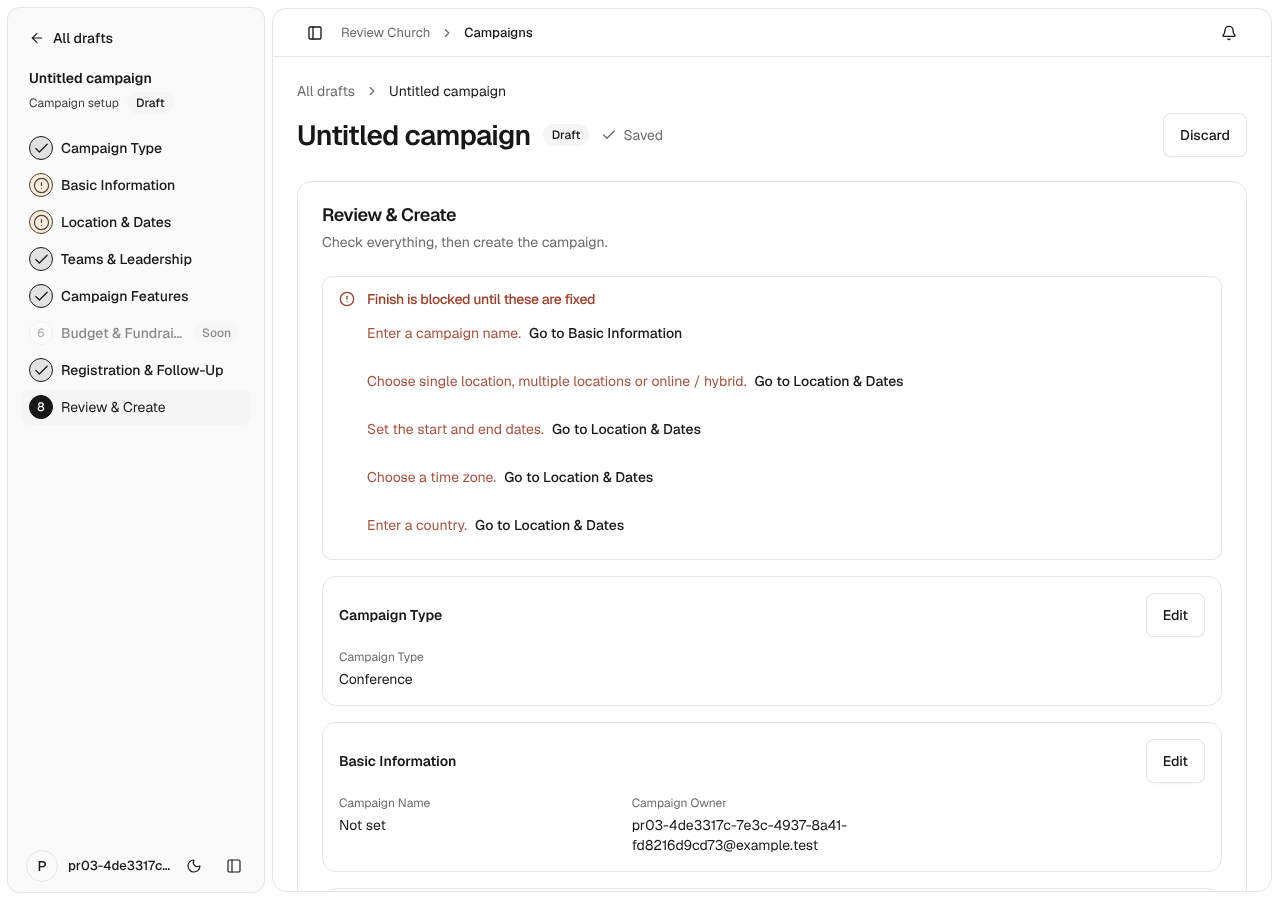 All drafts
Untitled campaign
Campaign setup Draft
Campaign Type
Basic Information
Location & Dates
Teams & Leadership
Campaign Features
6 Budget & Fundrai... Soon
Registration & Follow-Up
8 Review & Create
P pr03-4de3317c...
Review Church > Campaigns
All drafts > Untitled campaign
Untitled campaign Draft Saved
Discard
Review & Create
Check everything, then create the campaign.
Finish is blocked until these are fixed
Enter a campaign name. Go to Basic Information
Choose single location, multiple locations or online / hybrid. Go to Location & Dates
Set the start and end dates. Go to Location & Dates
Choose a time zone. Go to Location & Dates
Enter a country. Go to Location & Dates
Campaign Type
Edit
Campaign Type
Conference
Basic Information
Edit
Campaign Name
Not set
Campaign Owner
pr03-4de3317c-7e3c-4937-8a41-
fd8216d9cd73@example.test